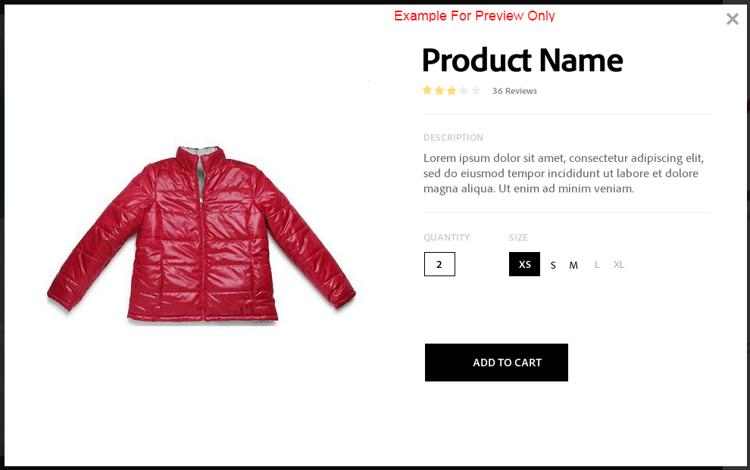 Example For Preview Only
Product Name
36 Reviews
DESCRIPTION
Lorem ipsum dolor sit amet, consectetur adipiscing elit,
sed do eiusmod tempor incididunt ut labore et dolore
magna aliqua. Ut enim ad minim veniam.
QUANTITY SIZE
2 XS S M L XL
ADD TO CART